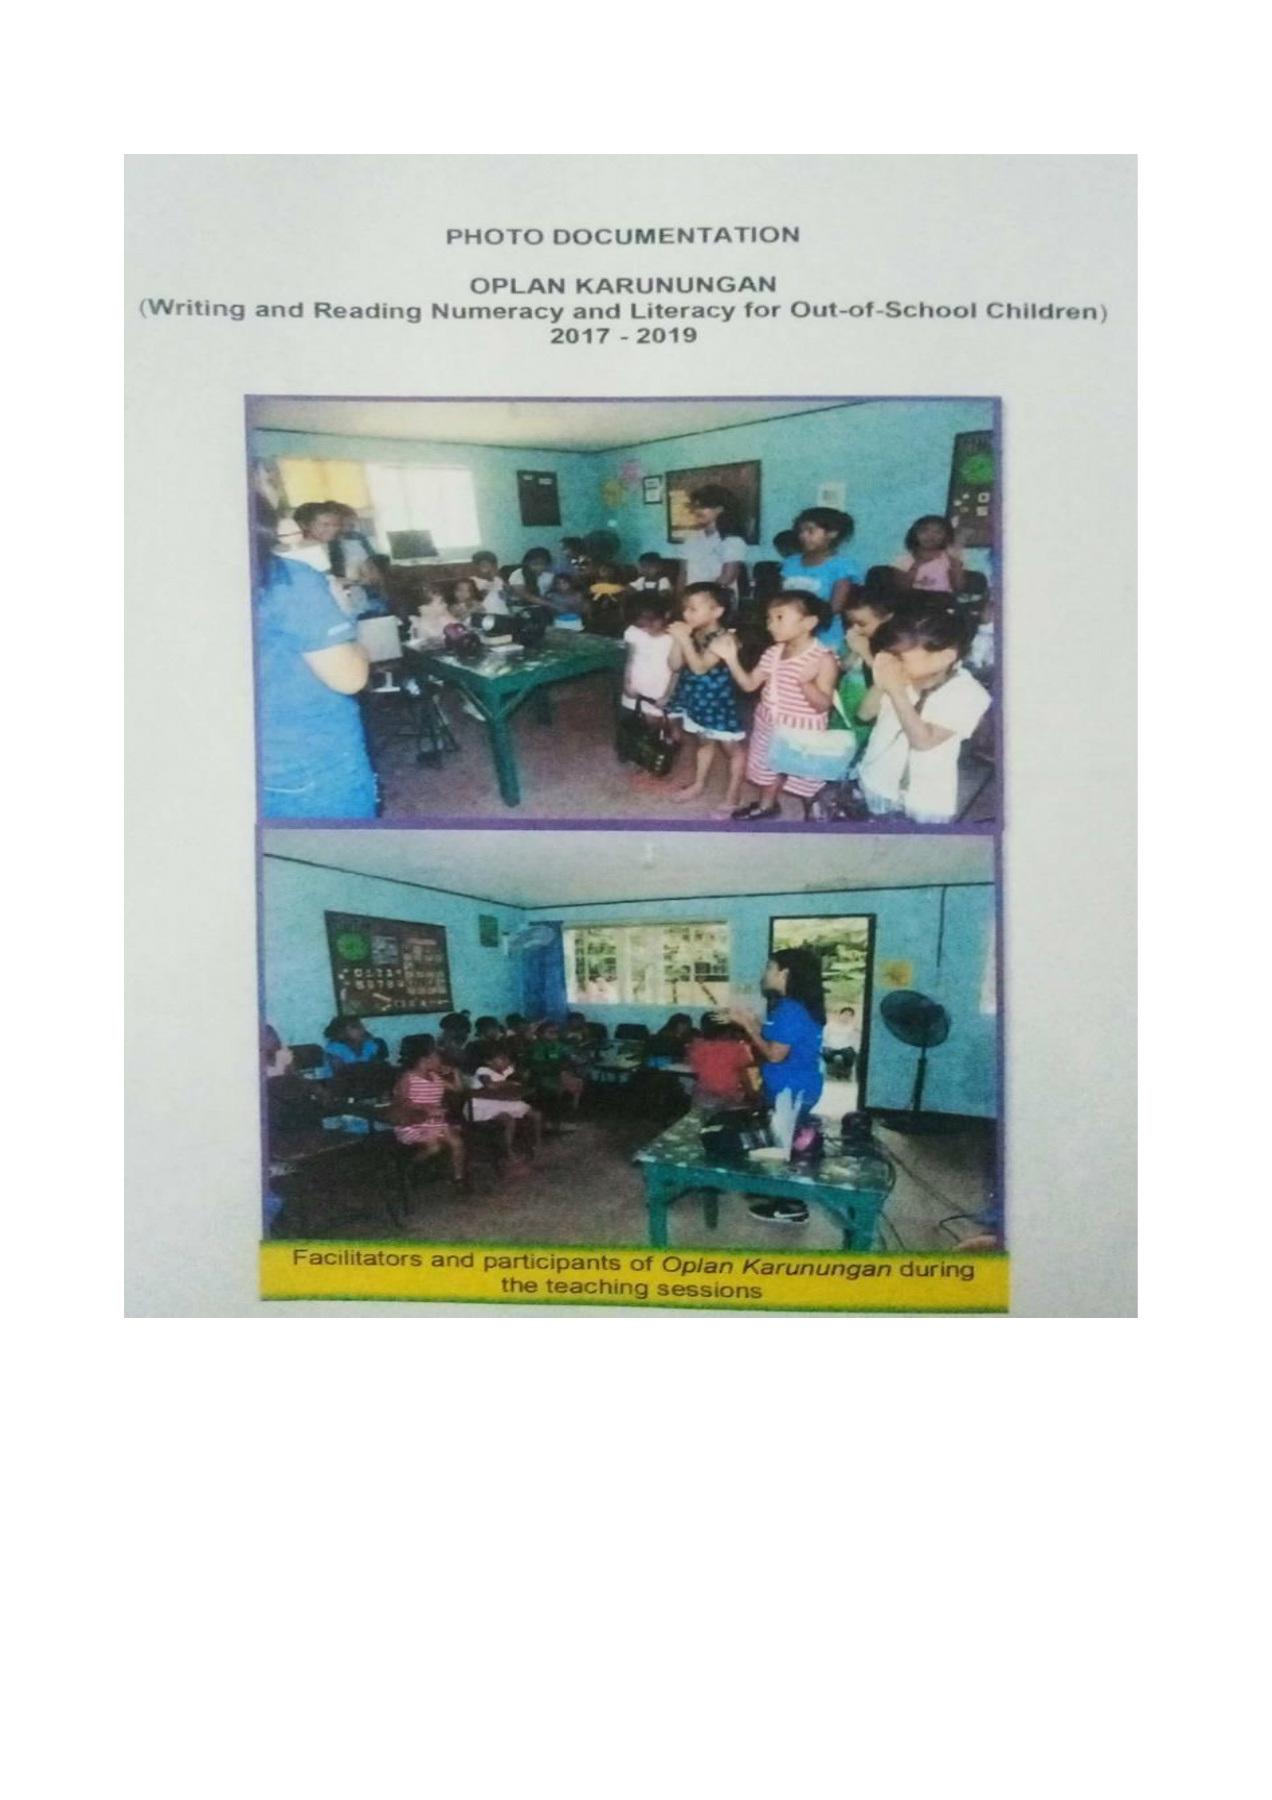 PHOTO DOCUMENTATION
OPLAN KARUNUNGAN
(Writing and Reading Numeracy and Literacy for Out-of-School Children)
2017 - 2019
Facilitators and participants of Oplan Karunungan during
the teaching sessions